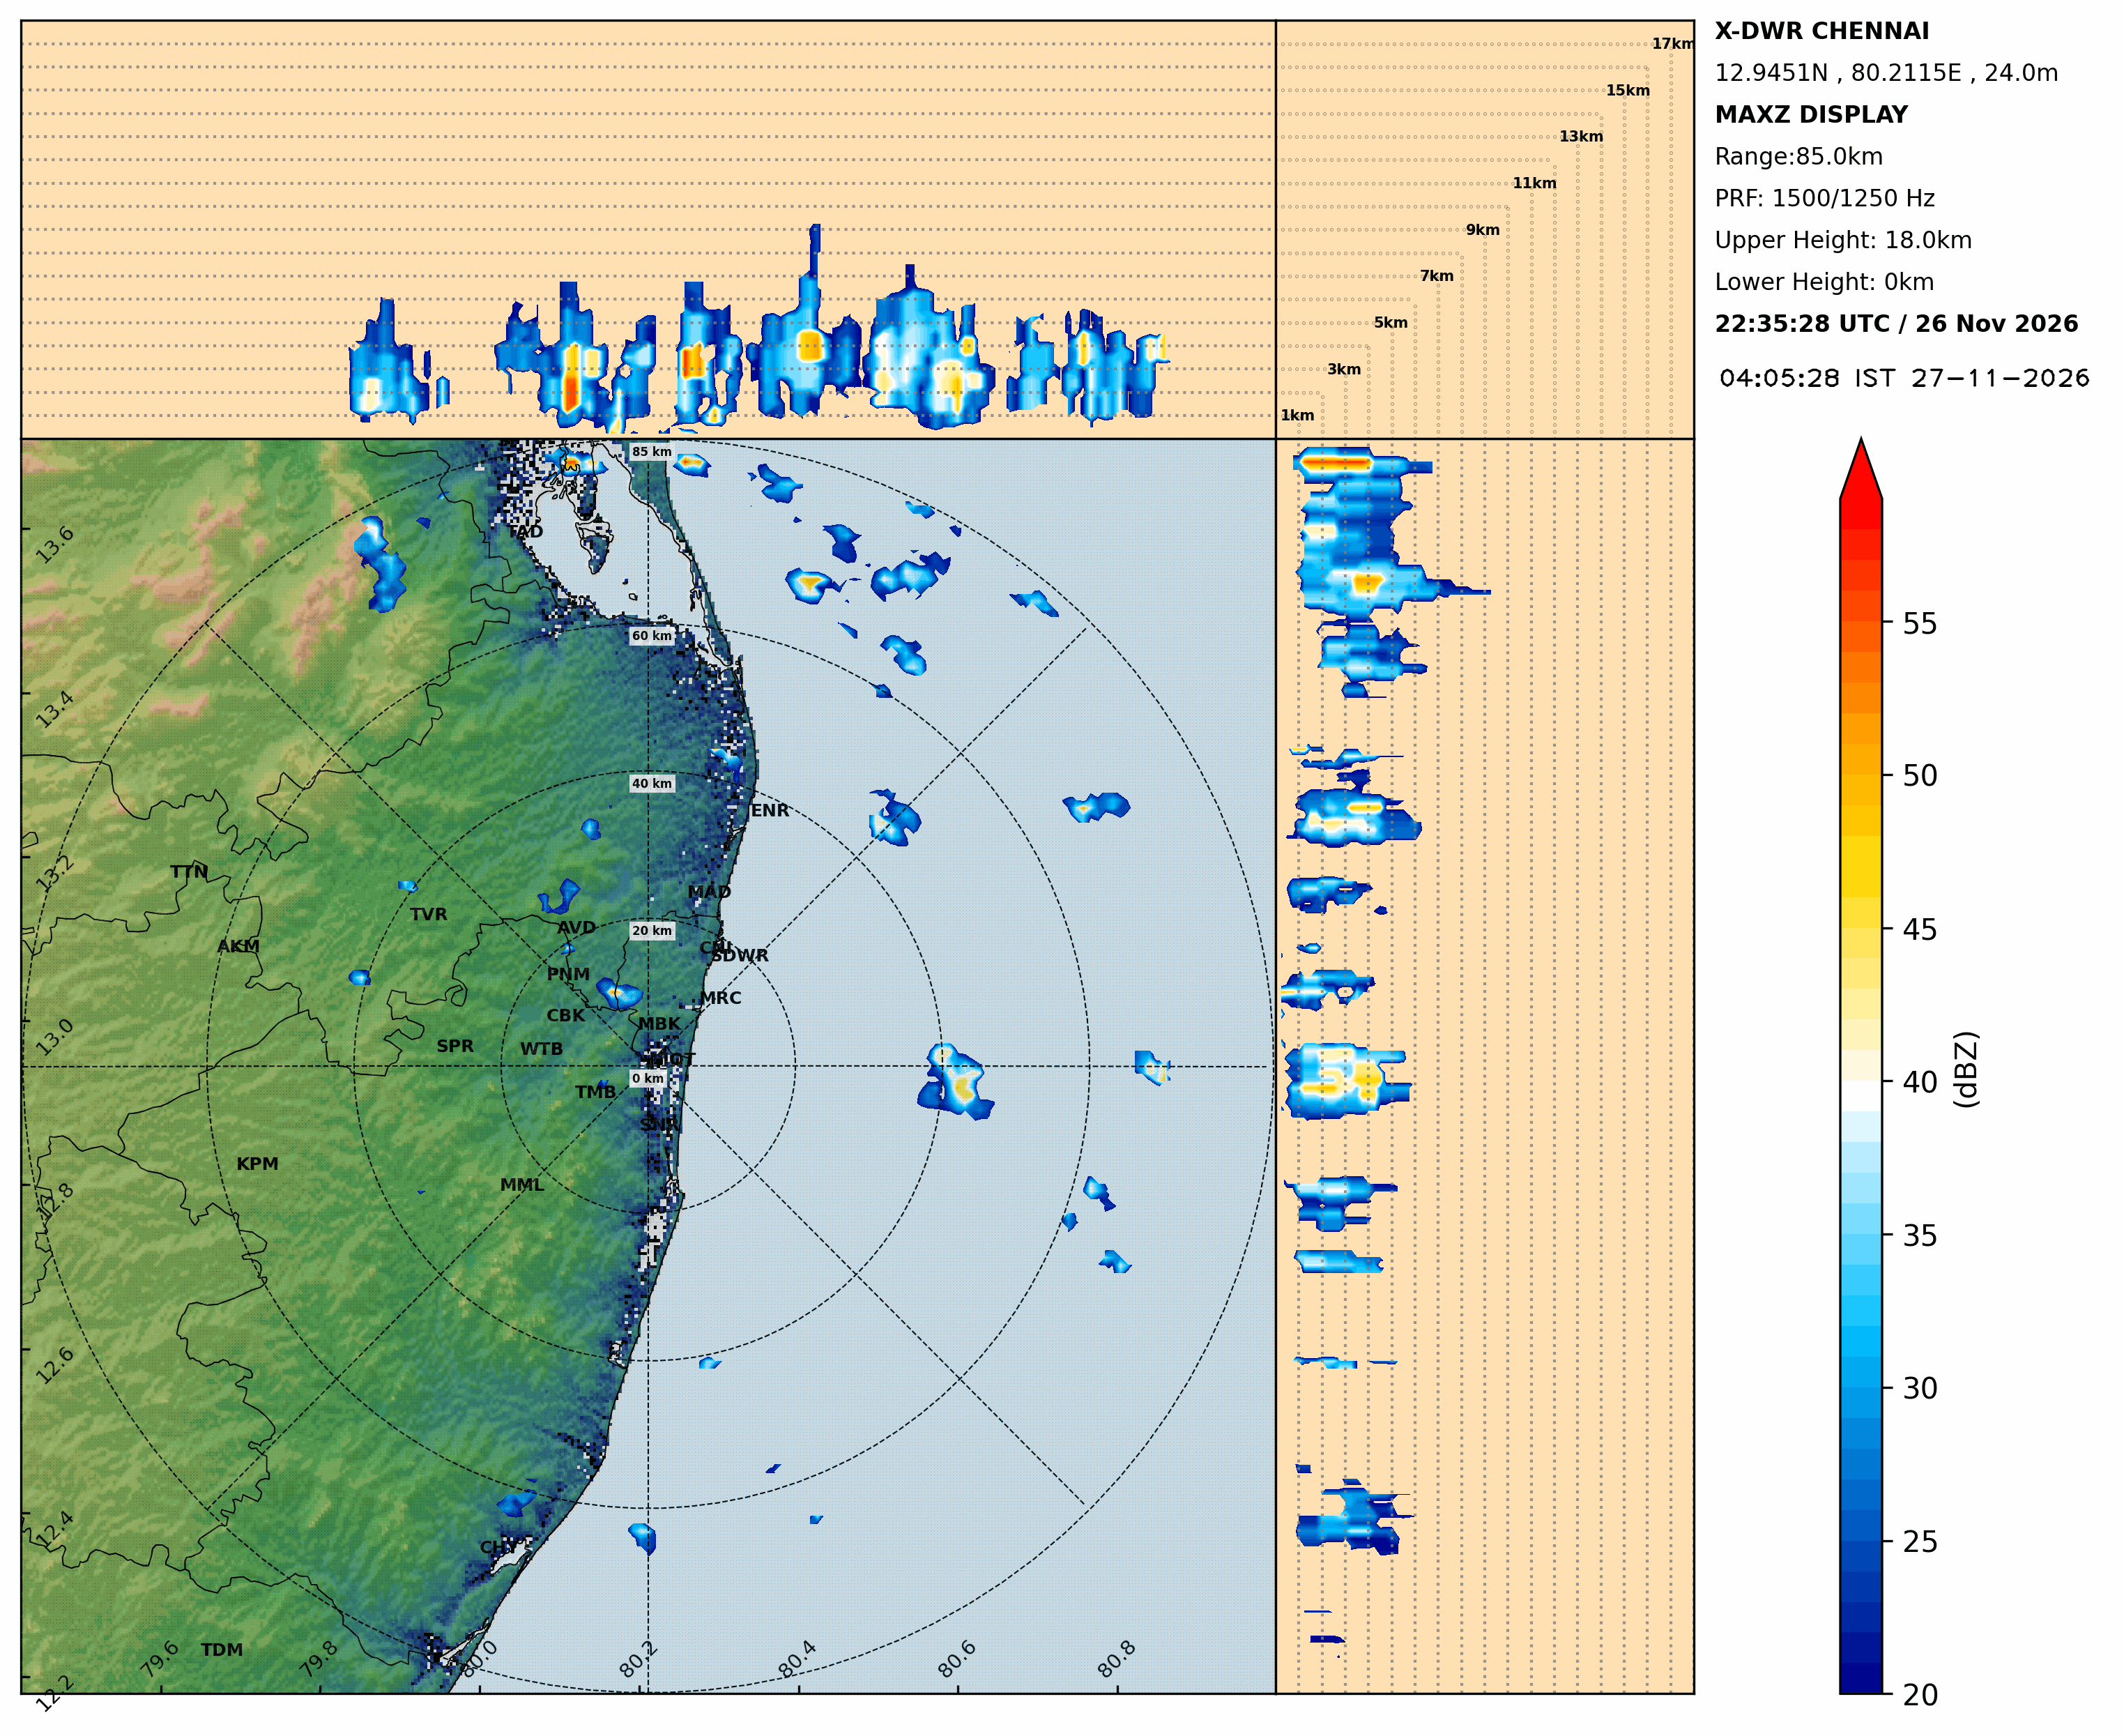 X-DWR CHENNAI
12.9451N , 80.2115E , 24.0m
MAXZ DISPLAY
Range:85.0km
PRF: 1500/1250 Hz
Upper Height: 18.0km
Lower Height: 0km
22:35:28 UTC / 26 Nov 2026
04:05:28 IST 27-11-2026
17km
15km
13km
11km
9km
7km
5km
3km
1km
85 km
TAD
13.6
60 km
13.4
40 km
ENR
13.2
TTN
MAD
TVR
AVD
20 km
AKM
SDWR
PNM
MRC
CBK
MBK
13.0
SPR
WTB
0 km
TMB
SNR
KPM
MML
12.8
12.6
12.4
CHY
TDM
12.2
79.6
79.8
80.0
80.2
80.4
80.6
80.8
55
50
45
40
35
30
25
20
(dBZ)